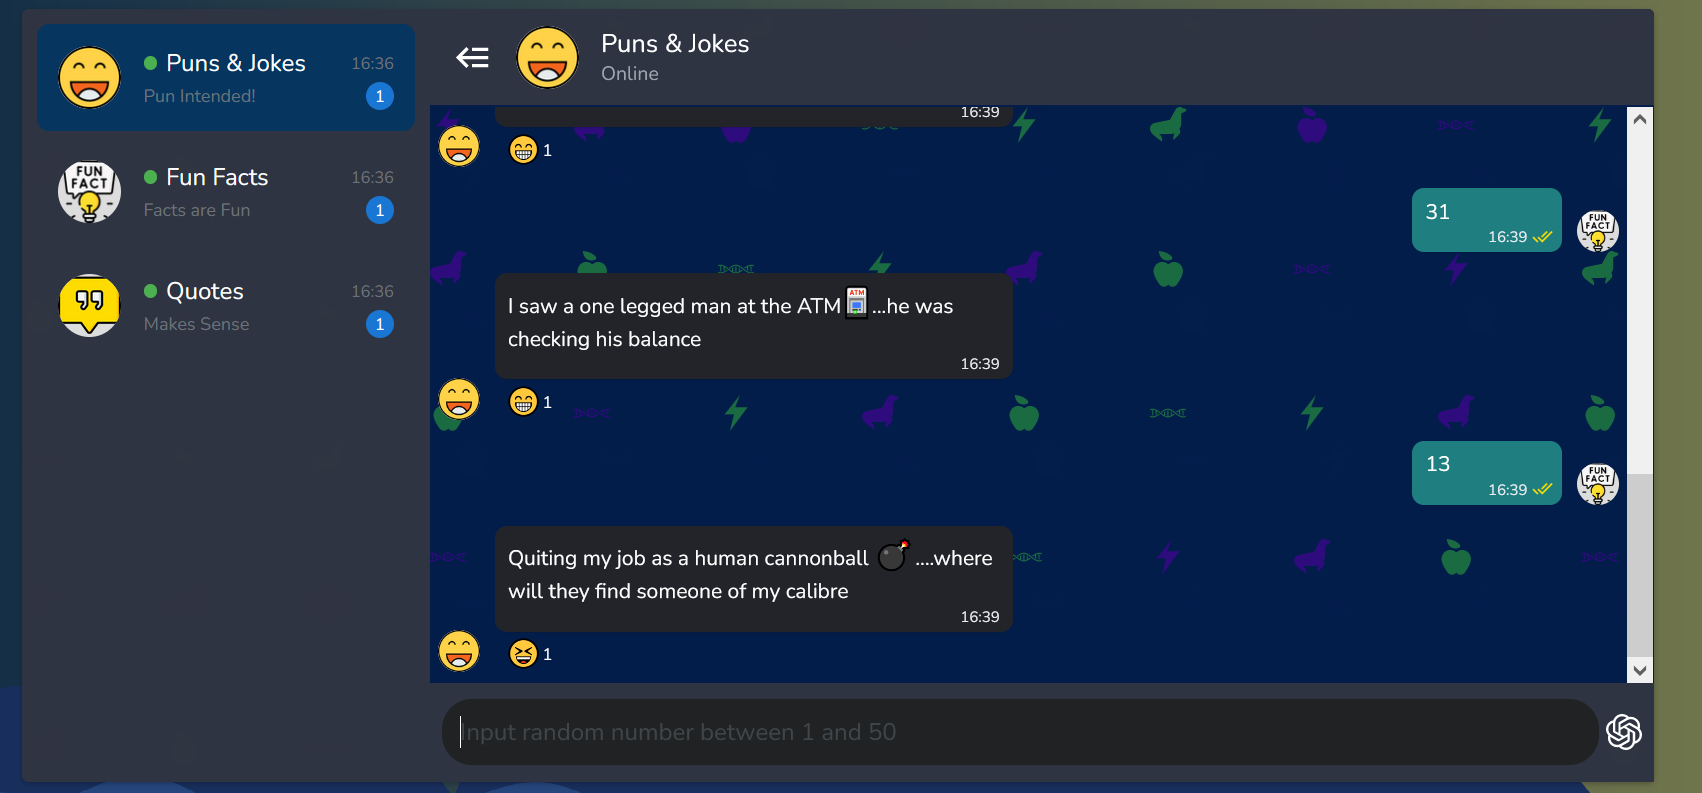 Puns & Jokes 16:36
Pun Intended! 1
FUN
FACT
Fun Facts 16:36
Facts are Fun 1
Quotes 16:36
Makes Sense 1
Puns & Jokes
Online
16:39
1
31
16:39
FUN
FACT
I saw a one legged man at the ATM ATM ...he was
checking his balance
16:39
1
13
16:39
FUN
FACT
Quiting my job as a human cannonball ....where
will they find someone of my calibre
16:39
1
Input random number between 1 and 50